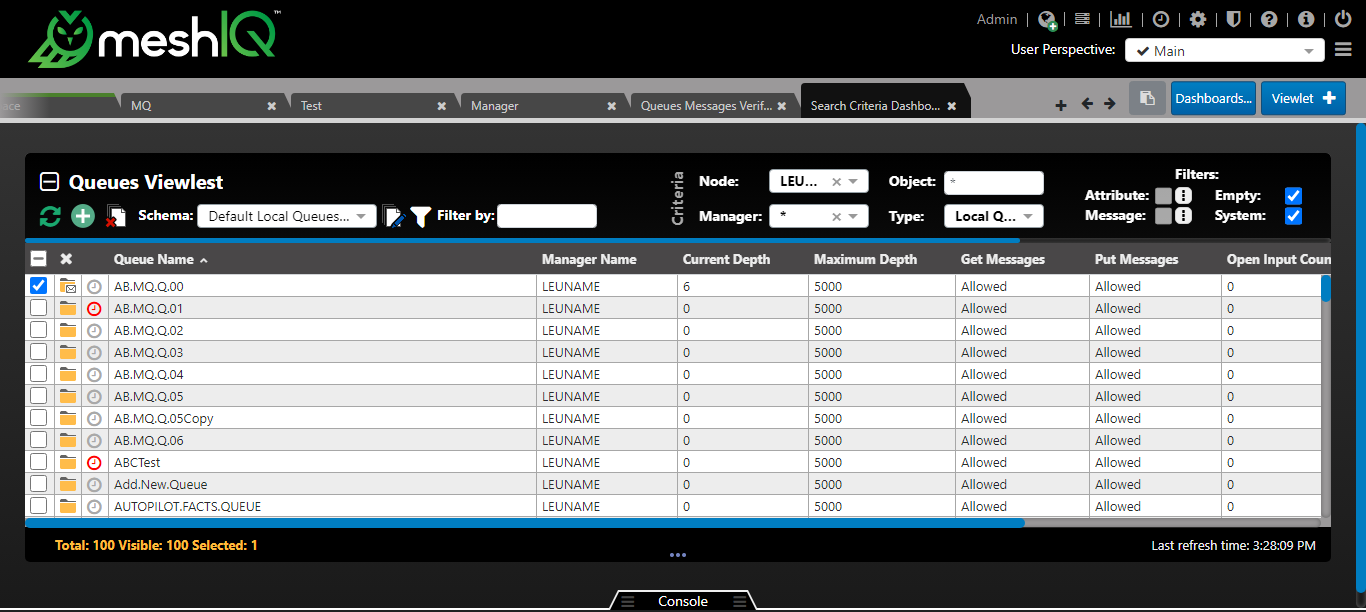 meshIQ™
Admin
User Perspective: Main
ace MQ Test Manager Queues Messages Verif... Search Criteria Dashbo... Dashboards... Viewlet
Queues Viewlest
Schema: Default Local Queues... Filter by:
Criteria
Node: LEU... Object: *
Manager: * Type: Local Q...
Filters:
Attribute: Empty:
Message: System:
Queue Name Manager Name Current Depth Maximum Depth Get Messages Put Messages Open Input Coun
AB.MQ.Q.00 LEUNAME 6 5000 Allowed Allowed 0
AB.MQ.Q.01 LEUNAME 0 5000 Allowed Allowed 0
AB.MQ.Q.02 LEUNAME 0 5000 Allowed Allowed 0
AB.MQ.Q.03 LEUNAME 0 5000 Allowed Allowed 0
AB.MQ.Q.04 LEUNAME 0 5000 Allowed Allowed 0
AB.MQ.Q.05 LEUNAME 0 5000 Allowed Allowed 0
AB.MQ.Q.05Copy LEUNAME 0 5000 Allowed Allowed 0
AB.MQ.Q.06 LEUNAME 0 5000 Allowed Allowed 0
ABCTest LEUNAME 0 5000 Allowed Allowed 0
Add.New.Queue LEUNAME 0 5000 Allowed Allowed 0
AUTOPILOT.FACTS.QUEUE LEUNAME 0 5000 Allowed Allowed 0
Total: 100 Visible: 100 Selected: 1
Last refresh time: 3:28:09 PM
Console